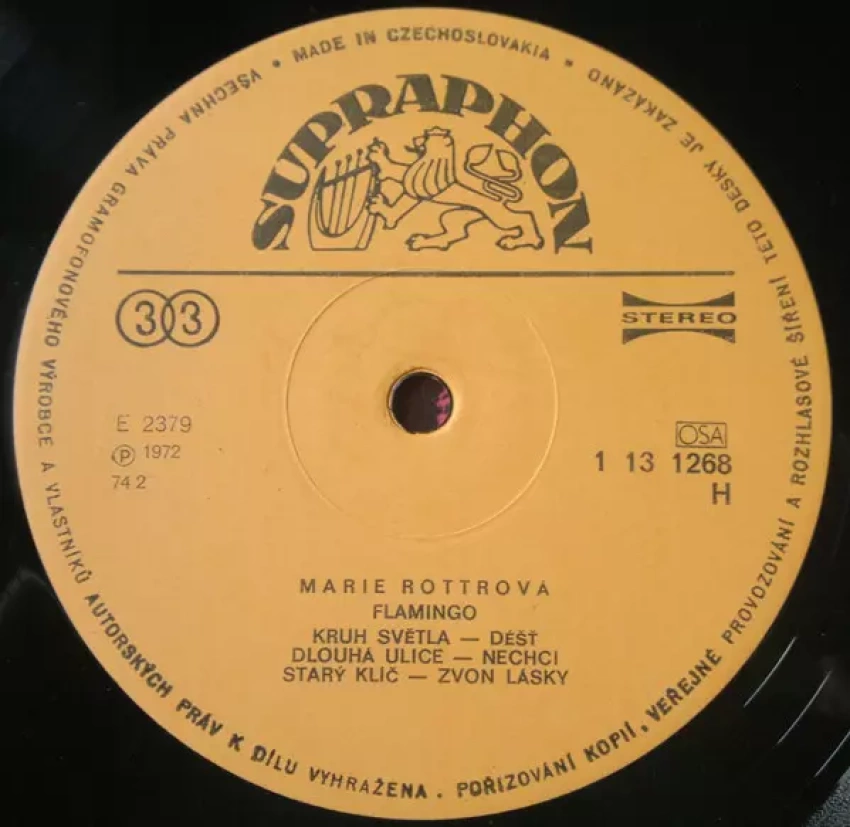 VŠECHNA PRÁVA GRAMOFONOVÉHO VÝROBCE A VLASTNÍKŮ AUTORSKÝCH PRÁV K DÍLU VYHRAŽENA . POŘIZOVÁNÍ KOPIÍ, VEŘEJNÉ PROVOZOVÁNÍ A ROZHLASOVÉ ŠÍŘENÍ TÉTO DESKY JE ZAKÁZÁNO
• MADE IN CZECHOSLOVAKIA •
SUPRAPHON
33
STEREO
E 2379
Ⓟ 1972
74 2
OSA
1 13 1268
H
MARIE ROTTROVÁ
FLAMINGO
KRUH SVĚTLA — DÉŠŤ
DLOUHÁ ULICE — NECHCI
STARÝ KLÍČ — ZVON LÁSKY